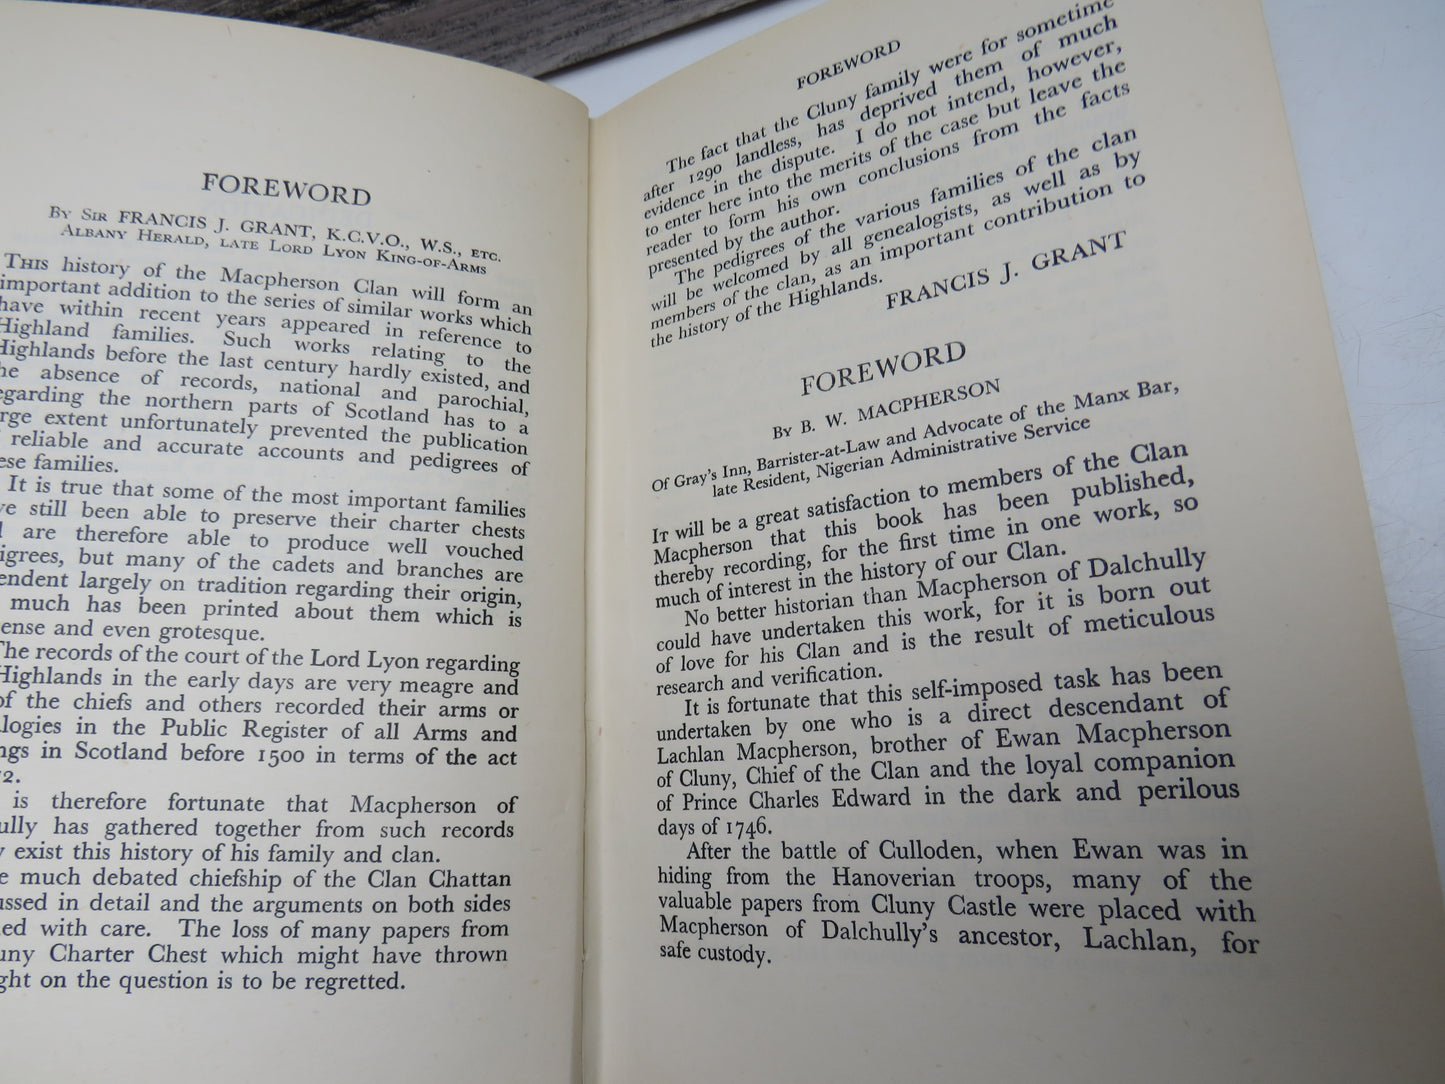 FOREWORD
By Sir FRANCIS J. GRANT, K.C.V.O., W.S., etc.
Albany Herald, late Lord Lyon King-of-Arms
This history of the Macpherson Clan will form an
important addition to the series of similar works which
have within recent years appeared in reference to
Highland families. Such works relating to the
Highlands before the last century hardly existed, and
absence of records, national and parochial,
the northern parts of Scotland has to a
extent unfortunately prevented the publication
reliable and accurate accounts and pedigrees of
families.
It is true that some of the most important families
still been able to preserve their charter chests
are therefore able to produce well vouched
but many of the cadets and branches are
largely on tradition regarding their origin,
much has been printed about them which is
and even grotesque.
The records of the court of the Lord Lyon regarding
Highlands in the early days are very meagre and
of the chiefs and others recorded their arms or
in the Public Register of all Arms and
in Scotland before 1500 in terms of the act
is therefore fortunate that Macpherson of
has gathered together from such records
exist this history of his family and clan.
much debated chiefship of the Clan Chattan
in detail and the arguments on both sides
with care. The loss of many papers from
Charter Chest which might have thrown
on the question is to be regretted.
FOREWORD
The fact that the Cluny family were for sometime
after 1290 landless, has deprived them of much
evidence in the dispute. I do not intend, however,
to enter here into the merits of the case but leave the
reader to form his own conclusions from the facts
presented by the author.
The pedigrees of the various families of the clan
will be welcomed by all genealogists, as well as by
members of the clan, as an important contribution to
the history of the Highlands.
FRANCIS J. GRANT
FOREWORD
By B. W. MACPHERSON
Of Gray's Inn, Barrister-at-Law and Advocate of the Manx Bar,
late Resident, Nigerian Administrative Service
It will be a great satisfaction to members of the Clan
Macpherson that this book has been published,
thereby recording, for the first time in one work, so
much of interest in the history of our Clan.
No better historian than Macpherson of Dalchully
could have undertaken this work, for it is born out
of love for his Clan and is the result of meticulous
research and verification.
It is fortunate that this self-imposed task has been
undertaken by one who is a direct descendant of
Lachlan Macpherson, brother of Ewan Macpherson
of Cluny, Chief of the Clan and the loyal companion
of Prince Charles Edward in the dark and perilous
days of 1746.
After the battle of Culloden, when Ewan was in
hiding from the Hanoverian troops, many of the
valuable papers from Cluny Castle were placed with
Macpherson of Dalchully's ancestor, Lachlan, for
safe custody.